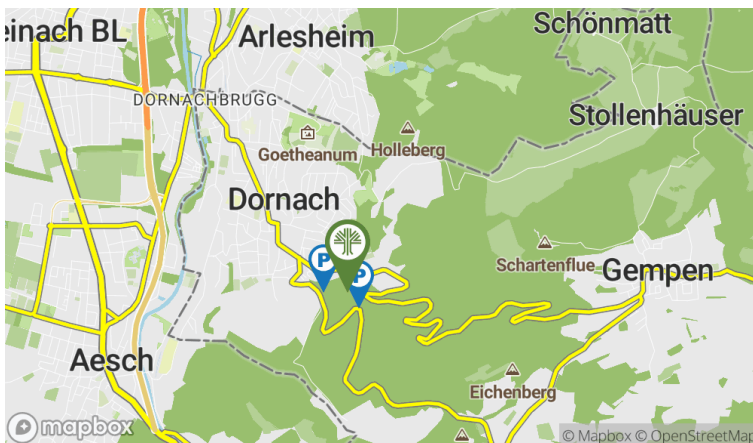 einach BL
Arlesheim
Schönmatt
DORNACHBRUGG
Stollenhäuser
Goetheanum
Holleberg
Dornach
P
Schartenflue
Gempen
P
Aesch
Eichenberg
mapbox
© Mapbox © OpenStreetMap